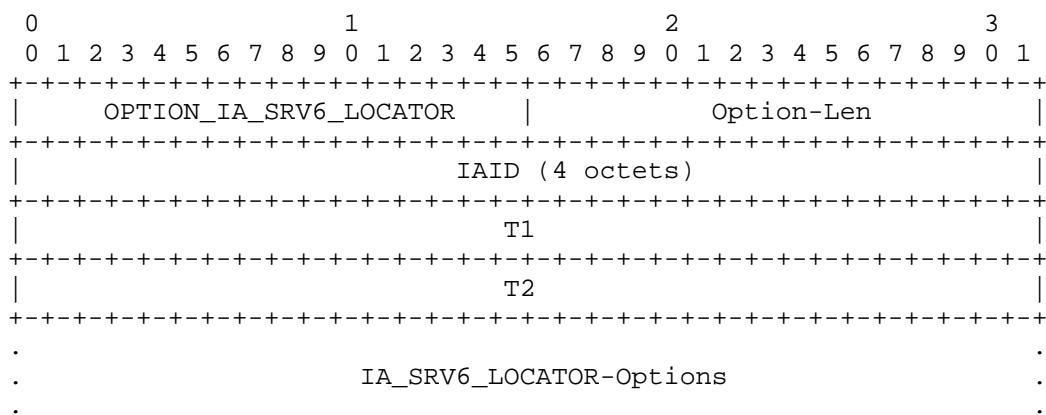 0                   1                   2                   3
 0 1 2 3 4 5 6 7 8 9 0 1 2 3 4 5 6 7 8 9 0 1 2 3 4 5 6 7 8 9 0 1
+-+-+-+-+-+-+-+-+-+-+-+-+-+-+-+-+-+-+-+-+-+-+-+-+-+-+-+-+-+-+-+-+
|     OPTION_IA_SRV6_LOCATOR    |           Option-Len          |
+-+-+-+-+-+-+-+-+-+-+-+-+-+-+-+-+-+-+-+-+-+-+-+-+-+-+-+-+-+-+-+-+
|                           IAID (4 octets)                     |
+-+-+-+-+-+-+-+-+-+-+-+-+-+-+-+-+-+-+-+-+-+-+-+-+-+-+-+-+-+-+-+-+
|                              T1                               |
+-+-+-+-+-+-+-+-+-+-+-+-+-+-+-+-+-+-+-+-+-+-+-+-+-+-+-+-+-+-+-+-+
|                              T2                               |
+-+-+-+-+-+-+-+-+-+-+-+-+-+-+-+-+-+-+-+-+-+-+-+-+-+-+-+-+-+-+-+-+
.                                                               .
.                     IA_SRV6_LOCATOR-Options                   .
.                                                               .